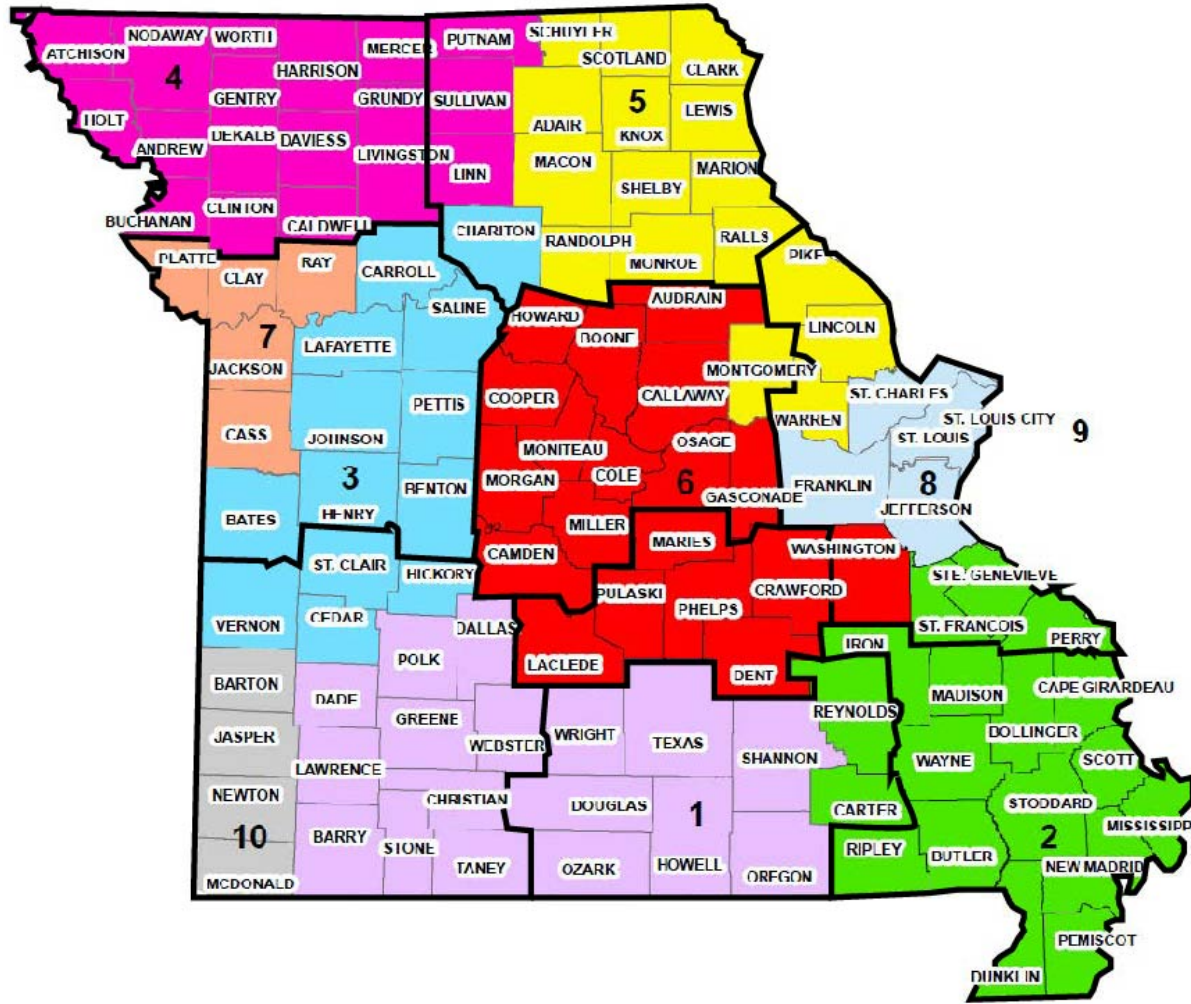 NODAWAY WORTH
ATCHISON
MERCER PUTNAM
SCHUYLER
SCOTLAND
CLARK
HARRISON
4
5
GENTRY
GRUNDY
SULLIVAN
LEWIS
HOLT
ADAIR
KNOX
DEKALB DAVIESS
ANDREW
LIVINGSTON
MACON
MARION
LINN
SHELBY
CLINTON
BUCHANAN
CALDWELL
CHARITON
RANDOLPH
RALLS
MONROE
PIKE
PLATTE
CLAY
RAY
CARROLL
SALINE
AUDRAIN
HOWARD
BOONE
LINCOLN
7
LAFAYETTE
JACKSON
MONTGOMERY
ST. CHARLES
PETTIS
COOPER
CALLAWAY
WARREN
ST. LOUIS CITY
ST. LOUIS
9
CASS
JOHNSON
MONITEAU
OSAGE
3
MORGAN
COLE
6
FRANKLIN
8
BENTON
GASCONADE
JEFFERSON
BATES
HENRY
MILLER
CAMDEN
MARIES
WASHINGTON
ST. CLAIR
HICKORY
STE. GENEVIEVE
PULASKI
PHELPS
CRAWFORD
VERNON
CEDAR
DALLAS
ST. FRANCOIS
PERRY
IRON
POLK
LACLEDE
DENT
BARTON
DADE
MADISON
CAPE GIRARDEAU
GREENE
REYNOLDS
JASPER
WEBSTER
WRIGHT
TEXAS
SHANNON
DOLLINGER
SCOTT
WAYNE
LAWRENCE
NEWTON
CHRISTIAN
DOUGLAS
CARTER
STODDARD
MISSISSIPP
10
BARRY
STONE
1
RIPLEY
BUTLER
2
MCDONALD
TANEY
OZARK
HOWELL
OREGON
NEW MADRID
PEMISCOT
DUNKLIN